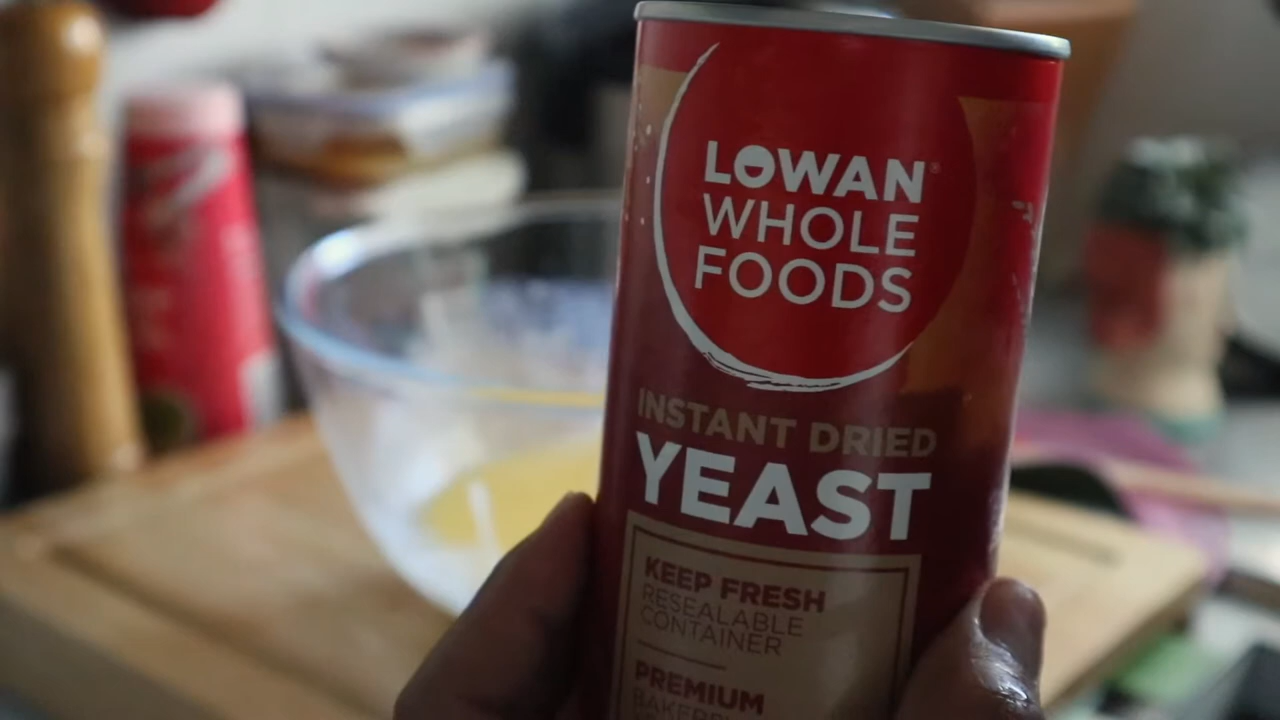 LOWAN®
WHOLE
FOODS
INSTANT DRIED
YEAST
KEEP FRESH
RESEALABLE
CONTAINER
PREMIUM